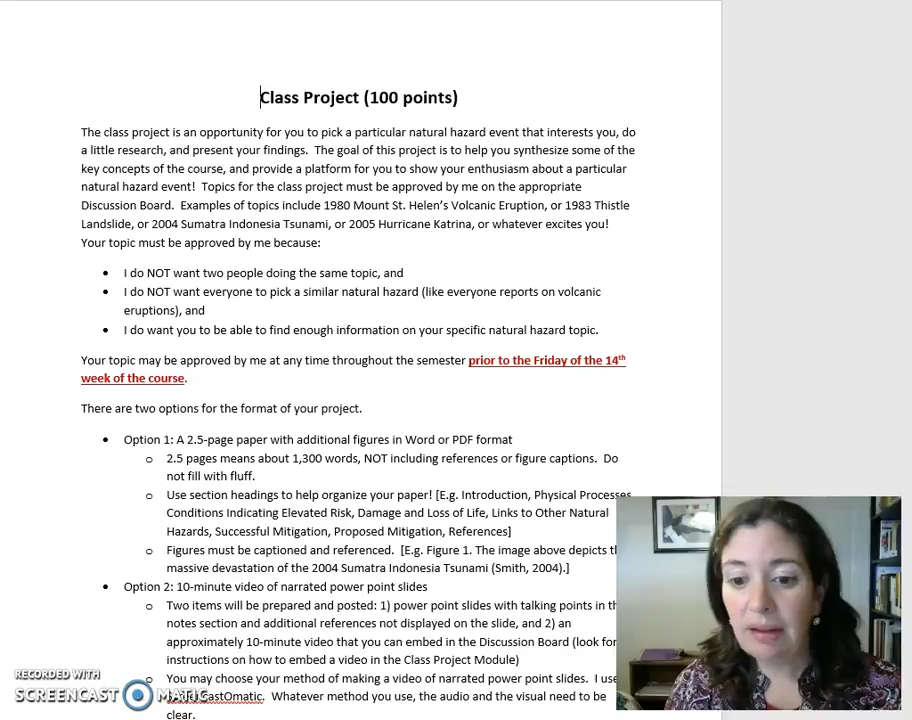 Class Project (100 points)
The class project is an opportunity for you to pick a particular natural hazard event that interests you, do
a little research, and present your findings.  The goal of this project is to help you synthesize some of the
key concepts of the course, and provide a platform for you to show your enthusiasm about a particular
natural hazard event!  Topics for the class project must be approved by me on the appropriate
Discussion Board.  Examples of topics include 1980 Mount St. Helen's Volcanic Eruption, or 1983 Thistle
Landslide, or 2004 Sumatra Indonesia Tsunami, or 2005 Hurricane Katrina, or whatever excites you!
Your topic must be approved by me because:
• I do NOT want two people doing the same topic, and
• I do NOT want everyone to pick a similar natural hazard (like everyone reports on volcanic
eruptions), and
• I do want you to be able to find enough information on your specific natural hazard topic.
Your topic may be approved by me at any time throughout the semester prior to the Friday of the 14th
week of the course.
There are two options for the format of your project.
• Option 1: A 2.5-page paper with additional figures in Word or PDF format
o 2.5 pages means about 1,300 words, NOT including references or figure captions.  Do
not fill with fluff.
o Use section headings to help organize your paper! [E.g. Introduction, Physical Processes,
Conditions Indicating Elevated Risk, Damage and Loss of Life, Links to Other Natural
Hazards, Successful Mitigation, Proposed Mitigation, References]
o Figures must be captioned and referenced.  [E.g. Figure 1. The image above depicts
massive devastation of the 2004 Sumatra Indonesia Tsunami (Smith, 2004).]
• Option 2: 10-minute video of narrated power point slides
o Two items will be prepared and posted: 1) power point slides with talking points in
notes section and additional references not displayed on the slide, and 2) an
approximately 10-minute video that you can embed in the Discussion Board (look for
instructions on how to embed a video in the Class Project Module)
o You may choose your method of making a video of narrated power point slides.  I use
RECORDED WITH
SCREENCAST MATIC
CastOmatic.  Whatever method you use, the audio and the visual need to be
clear.